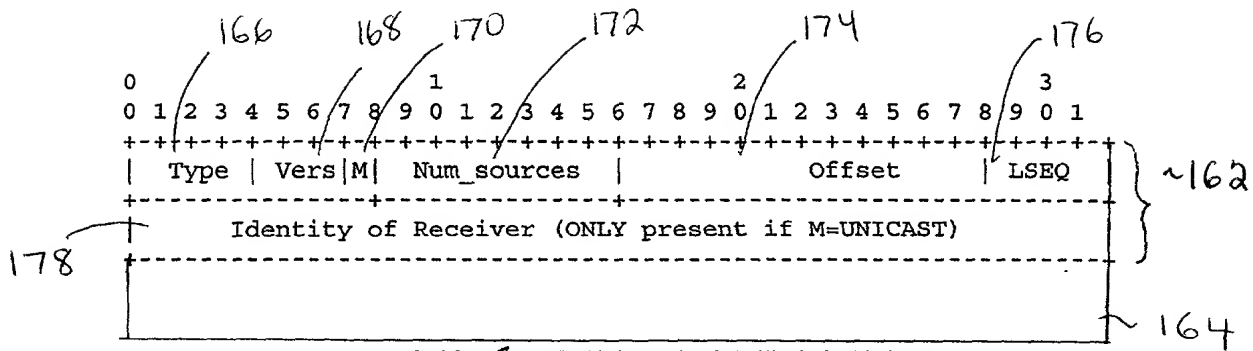 166 168 170 172 174 176
0 1 2 3
0 1 2 3 4 5 6 7 8 9 0 1 2 3 4 5 6 7 8 9 0 1 2 3 4 5 6 7 8 9 0 1
+-+-+-+-+-+-+-+-+-+-+-+-+-+-+-+-+-+-+-+-+-+-+-+-+-+-+-+-+-+-+-+-+
| Type | Vers|M| Num_sources | Offset | LSEQ
~162
Identity of Receiver (ONLY present if M=UNICAST)
178
164